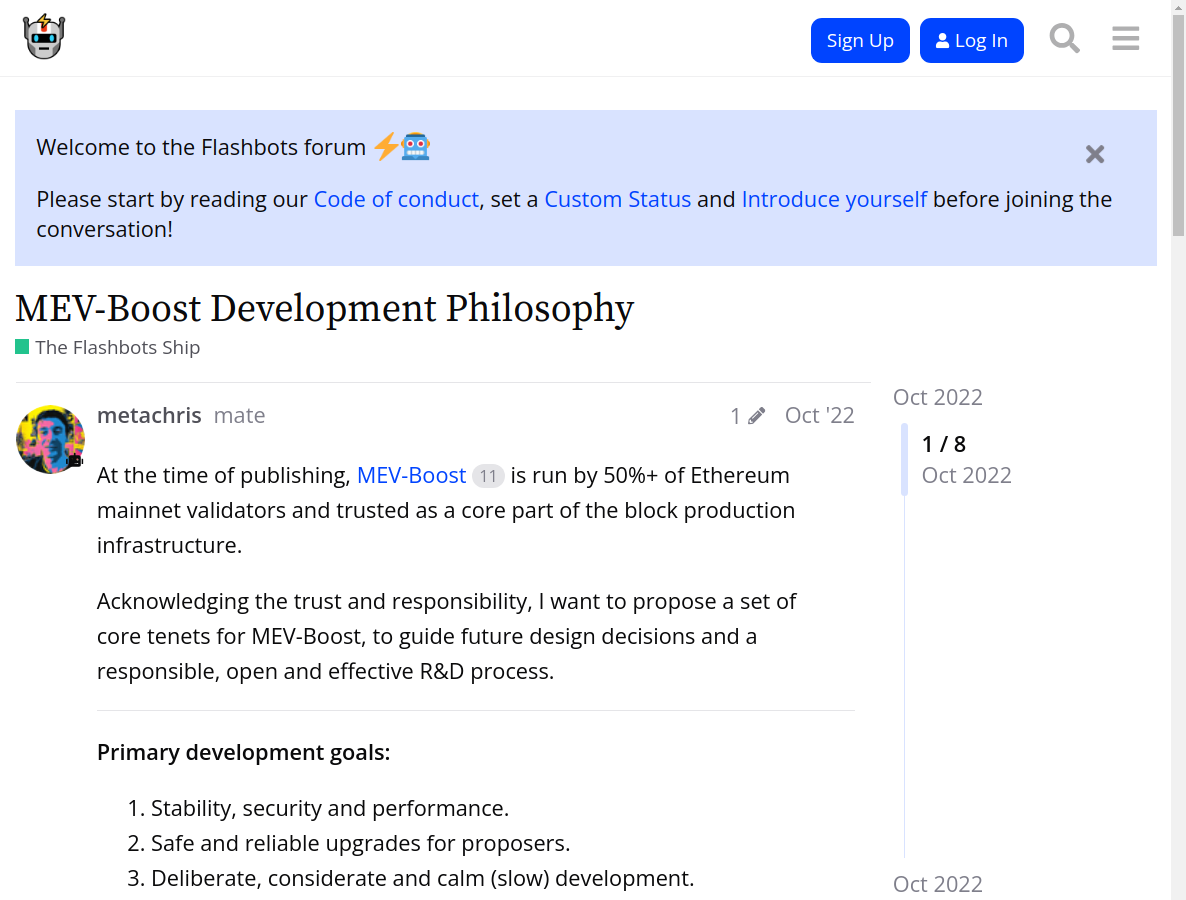 Sign Up
Log In
Welcome to the Flashbots forum
Please start by reading our Code of conduct, set a Custom Status and Introduce yourself before joining the
conversation!
MEV-Boost Development Philosophy
The Flashbots Ship
metachris mate
1 Oct '22
At the time of publishing, MEV-Boost 11 is run by 50%+ of Ethereum
mainnet validators and trusted as a core part of the block production
infrastructure.
Acknowledging the trust and responsibility, I want to propose a set of
core tenets for MEV-Boost, to guide future design decisions and a
responsible, open and effective R&D process.
Primary development goals:
1. Stability, security and performance.
2. Safe and reliable upgrades for proposers.
3. Deliberate, considerate and calm (slow) development.
Oct 2022
1 / 8
Oct 2022
Oct 2022